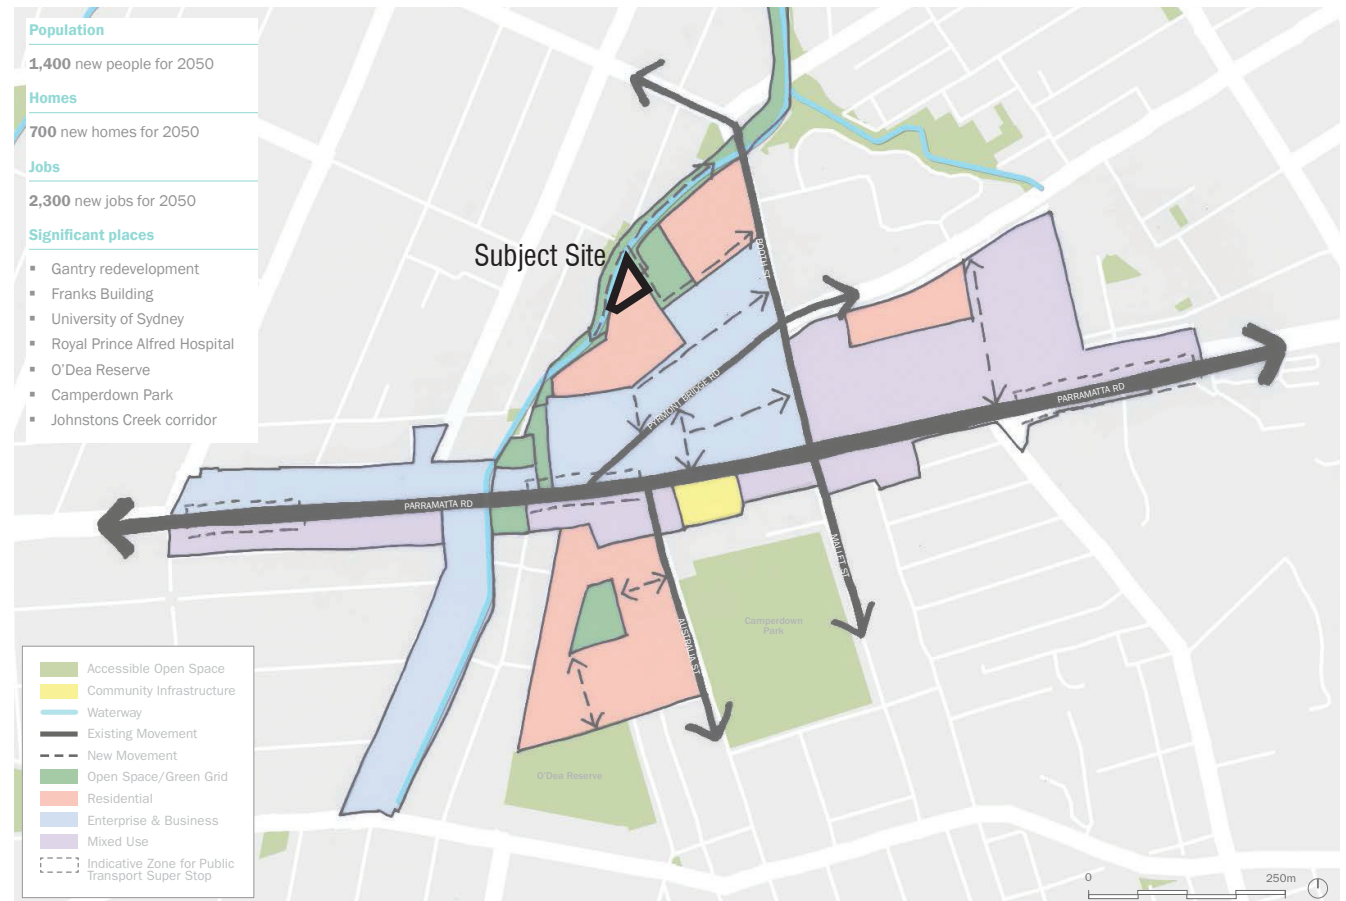 Population
1,400 new people for 2050
Homes
700 new homes for 2050
Jobs
2,300 new jobs for 2050
Significant places
▪ Gantry redevelopment
▪ Franks Building
▪ University of Sydney
▪ Royal Prince Alfred Hospital
▪ O'Dea Reserve
▪ Camperdown Park
▪ Johnstons Creek corridor
Subject Site
BOOTH ST
PYRMONT BRIDGE RD
PARRAMATTA RD
PARRAMATTA RD
MALLET ST
AUSTRALIA ST
Camperdown
Park
O'Dea Reserve
Accessible Open Space
Community Infrastructure
Waterway
Existing Movement
New Movement
Open Space/Green Grid
Residential
Enterprise & Business
Mixed Use
Indicative Zone for Public
Transport Super Stop
0
250m